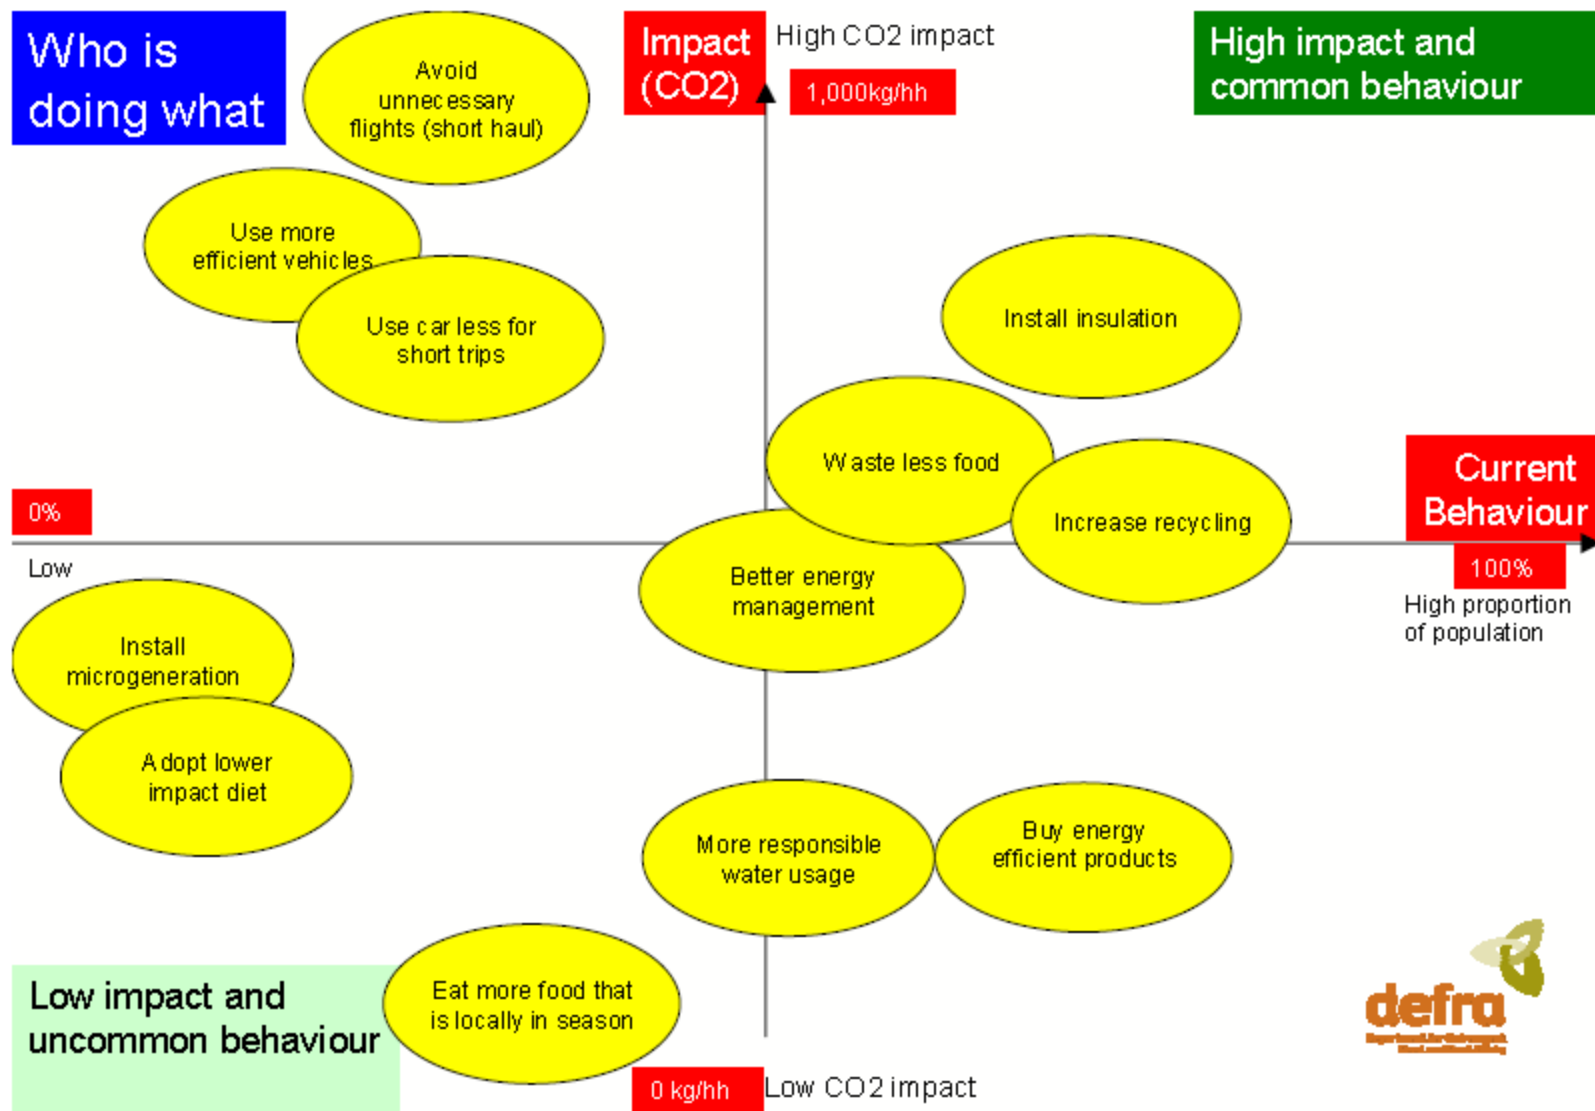 Who is
doing what
Avoid
unnecessary
flights (short haul)
Impact
(CO2)
High CO2 impact
1,000kg/hh
High impact and
common behaviour
Use more
efficient vehicles
Use car less for
short trips
Install insulation
Waste less food
Increase recycling
Current
Behaviour
0%
Low
100%
High proportion
of population
Better energy
management
Install
microgeneration
Adopt lower
impact diet
More responsible
water usage
Buy energy
efficient products
Low impact and
uncommon behaviour
Eat more food that
is locally in season
0 kg/hh
Low CO2 impact
defra